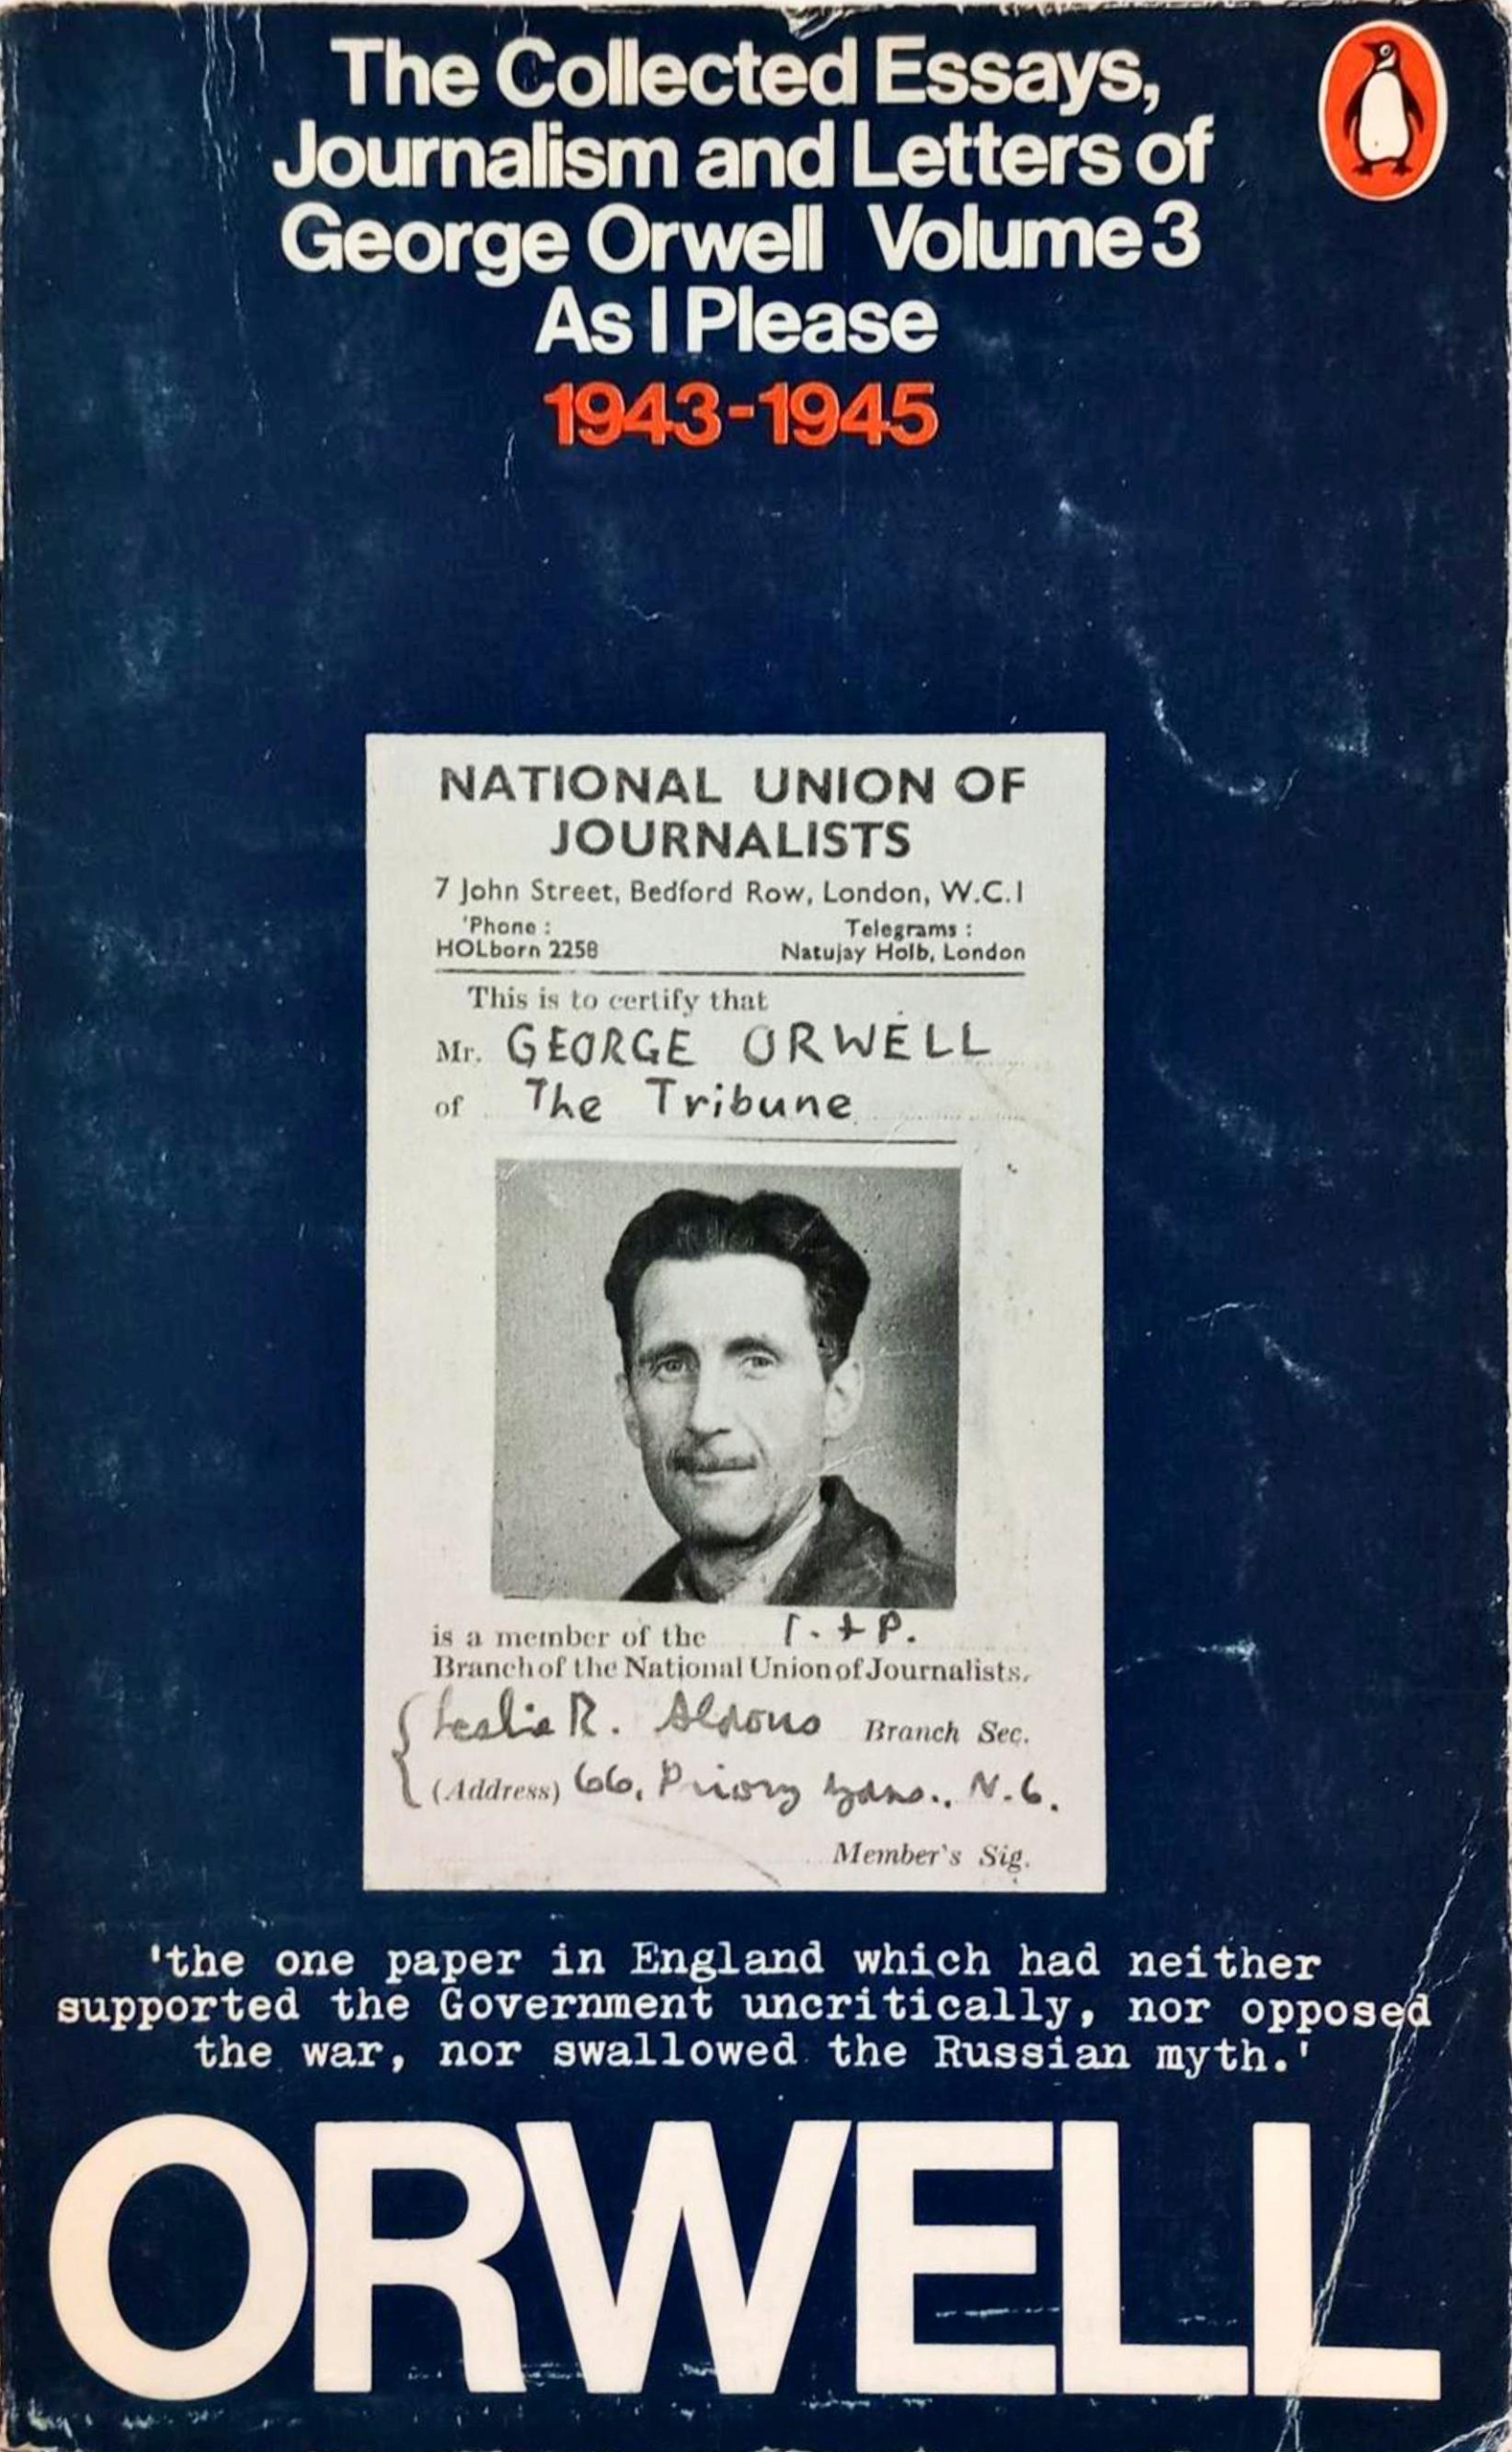 The Collected Essays,
Journalism and Letters of
George Orwell Volume 3
As I Please
1943-1945
NATIONAL UNION OF
JOURNALISTS
7 John Street, Bedford Row, London, W.C.1
'Phone : Telegrams :
HOLborn 2258 Natujay Holb, London
This is to certify that
Mr. GEORGE ORWELL
of The Tribune
is a member of the T. & P.
Branch of the National Union of Journalists.
Leslie R. Aldous Branch Sec.
(Address) 66, Priory Gdns., N.6.
Member's Sig.
'the one paper in England which had neither
supported the Government uncritically, nor opposed
the war, nor swallowed the Russian myth.'
ORWELL